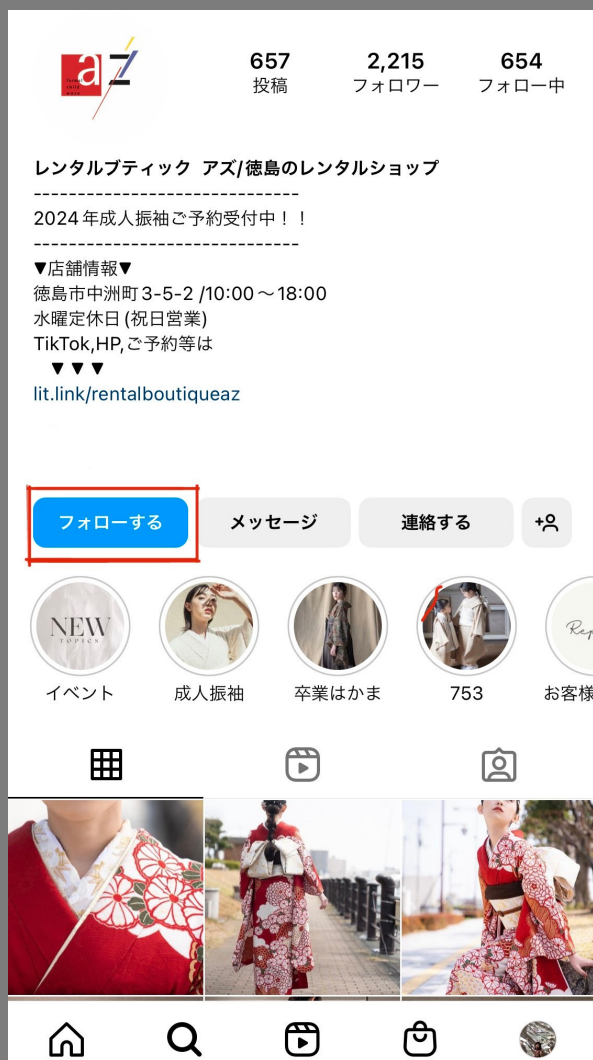 az
657
投稿
2,215
フォロワー
654
フォロー中
レンタルブティック アズ/徳島のレンタルショップ
------------------------------
2024年成人振袖ご予約受付中！！
------------------------------
▼店舗情報▼
徳島市中洲町3-5-2 /10:00～18:00
水曜定休日(祝日営業)
TikTok,HP,ご予約等は
▼ ▼ ▼
lit.link/rentalboutiqueaz
フォローする
メッセージ
連絡する
NEW
TOPICS
イベント
成人振袖
卒業はかま
753
お客様